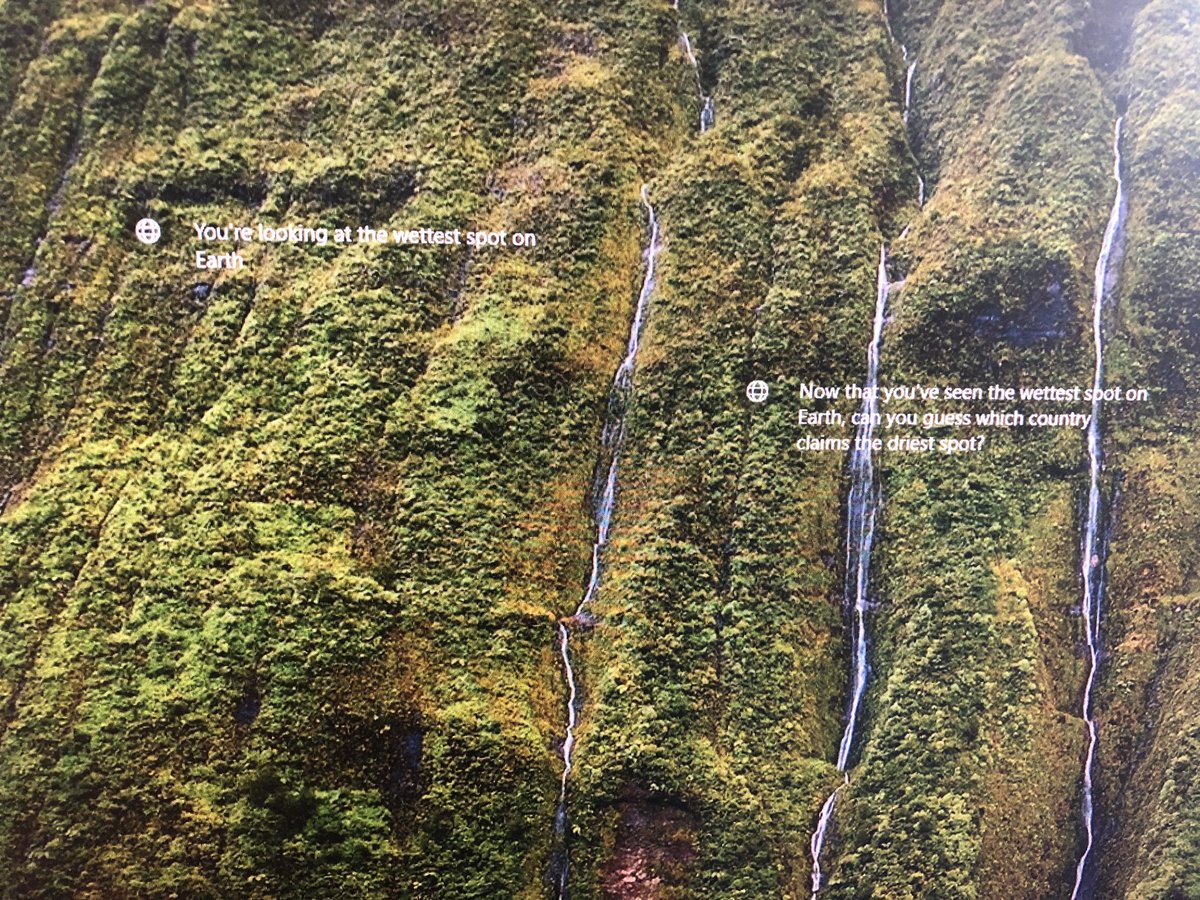 You're looking at the wettest spot on
Earth
Now that you've seen the wettest spot on
Earth, can you guess which country
claims the driest spot?